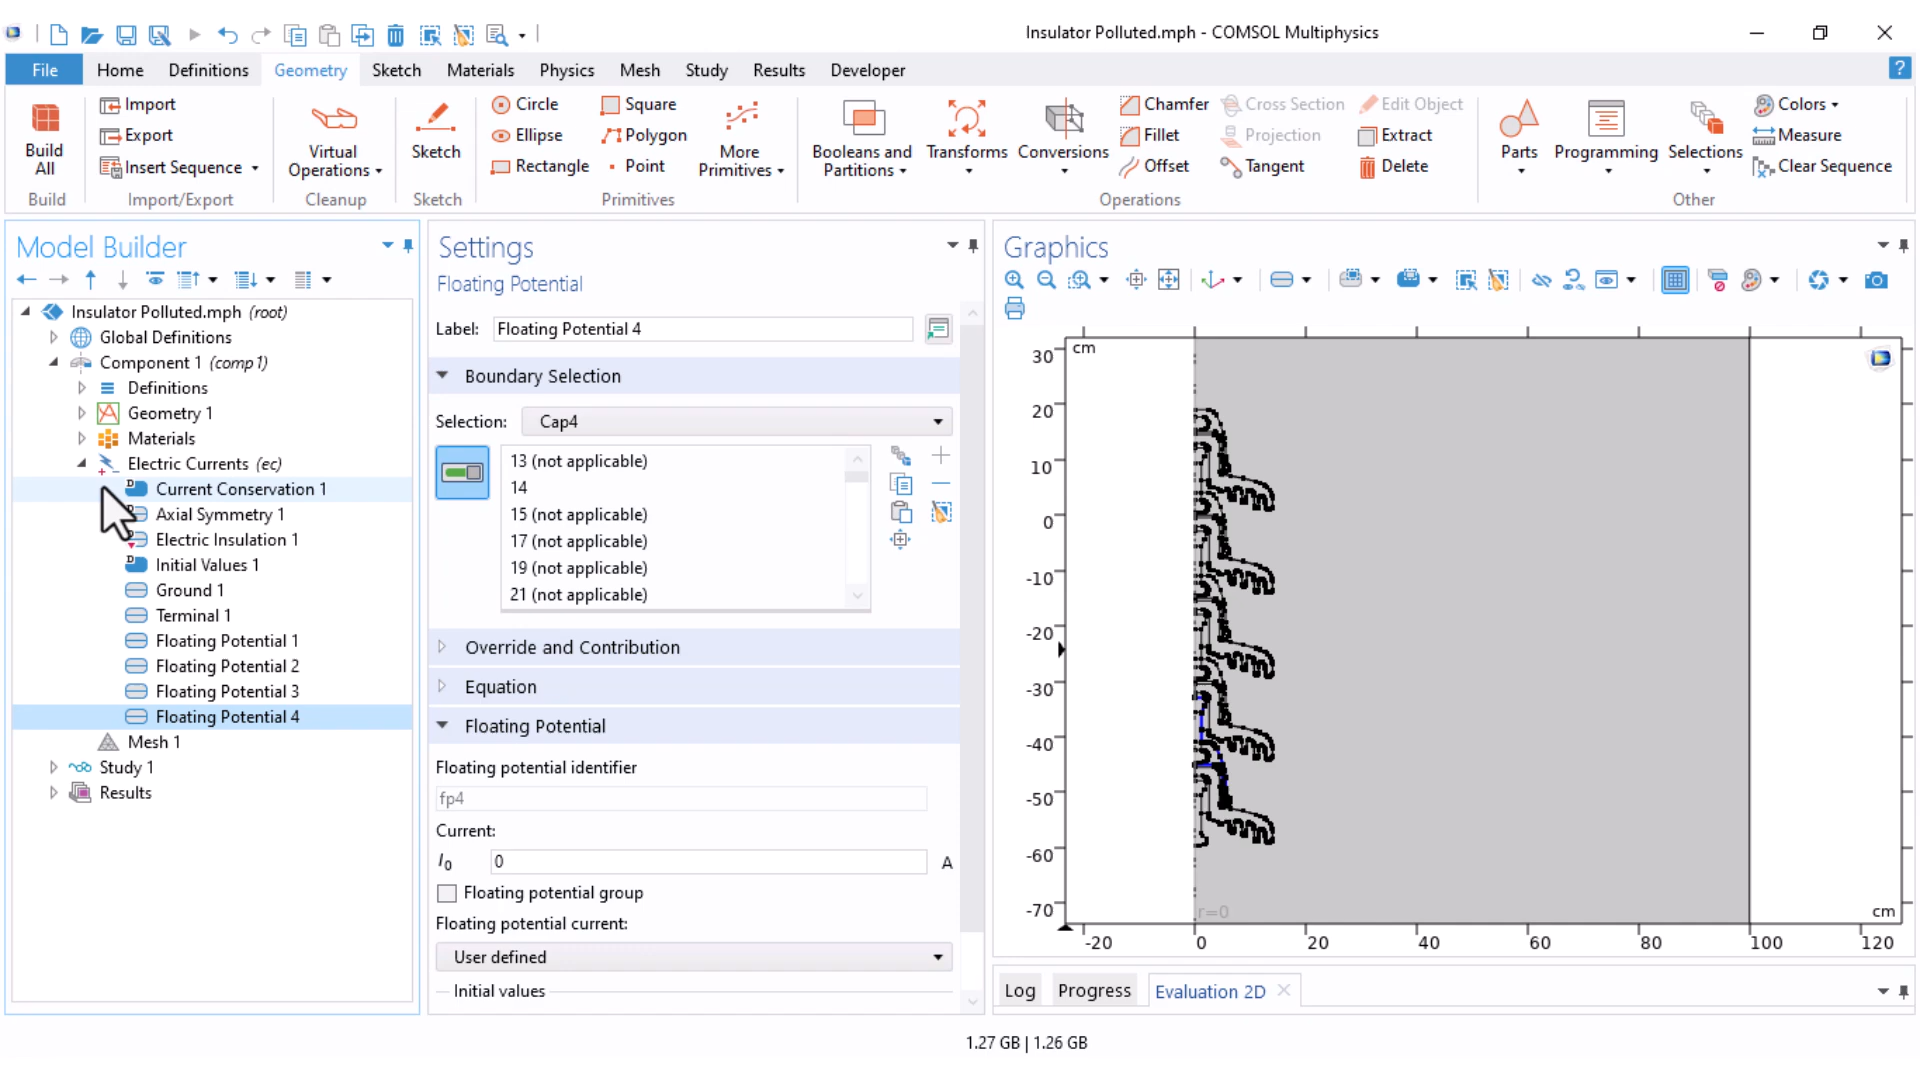 Insulator Polluted.mph - COMSOL Multiphysics
File
Home
Definitions
Geometry
Sketch
Materials
Physics
Mesh
Study
Results
Developer
?
Build All
Build
Import
Export
Insert Sequence
Import/Export
Virtual Operations
Cleanup
Sketch
Sketch
Circle
Ellipse
Rectangle
Square
Polygon
Point
More Primitives
Primitives
Booleans and Partitions
Transforms
Conversions
Chamfer
Fillet
Offset
Cross Section
Projection
Tangent
Edit Object
Extract
Delete
Operations
Parts
Programming
Selections
Colors
Measure
Clear Sequence
Other
Model Builder
Insulator Polluted.mph (root)
Global Definitions
Component 1 (comp1)
Definitions
Geometry 1
Materials
Electric Currents (ec)
Current Conservation 1
Axial Symmetry 1
Electric Insulation 1
Initial Values 1
Ground 1
Terminal 1
Floating Potential 1
Floating Potential 2
Floating Potential 3
Floating Potential 4
Mesh 1
Study 1
Results
Settings
Floating Potential
Label: Floating Potential 4
Boundary Selection
Selection: Cap4
13 (not applicable)
14
15 (not applicable)
17 (not applicable)
19 (not applicable)
21 (not applicable)
Override and Contribution
Equation
Floating Potential
Floating potential identifier
fp4
Current:
I0 0 A
Floating potential group
Floating potential current:
User defined
Initial values
Graphics
cm
30
20
10
0
-10
-20
-30
-40
-50
-60
-70
r=0
cm
-20 0 20 40 60 80 100 120
Log
Progress
Evaluation 2D
1.27 GB | 1.26 GB